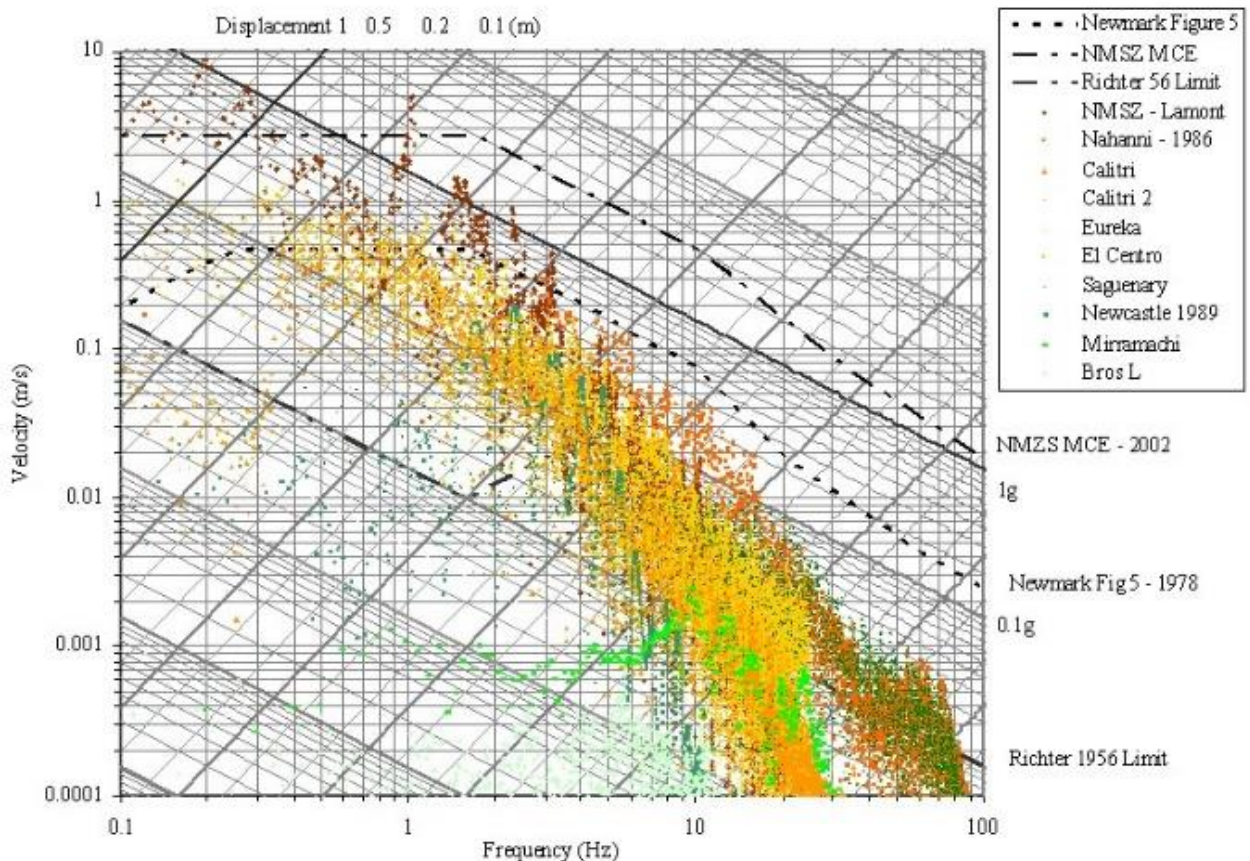 Displacement 1 0.5 0.2 0.1 (m)
Newmark Figure 5
NMSZ MCE
Richter 56 Limit
NMSZ - Lamont
Nahanni - 1986
Calitri
Calitri 2
Eureka
El Centro
Saguenary
Newcastle 1989
Mirramachi
Bros L
10
1
0.1
0.01
0.001
0.0001
Velocity (m/s)
NMZS MCE - 2002
1g
Newmark Fig 5 - 1978
0.1g
Richter 1956 Limit
0.1 1 10 100
Frequency (Hz)